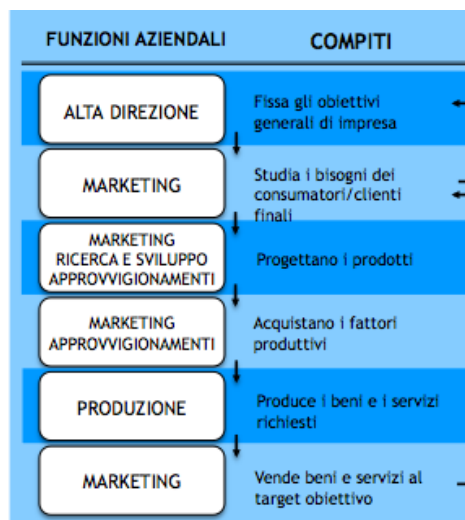 FUNZIONI AZIENDALI
COMPITI
ALTA DIREZIONE
Fissa gli obiettivi
generali di impresa
MARKETING
Studia i bisogni dei
consumatori/clienti
finali
MARKETING
RICERCA E SVILUPPO
APPROVVIGIONAMENTI
Progettano i prodotti
MARKETING
APPROVVIGIONAMENTI
Acquistano i fattori
produttivi
PRODUZIONE
Produce i beni e i servizi
richiesti
MARKETING
Vende beni e servizi al
target obiettivo